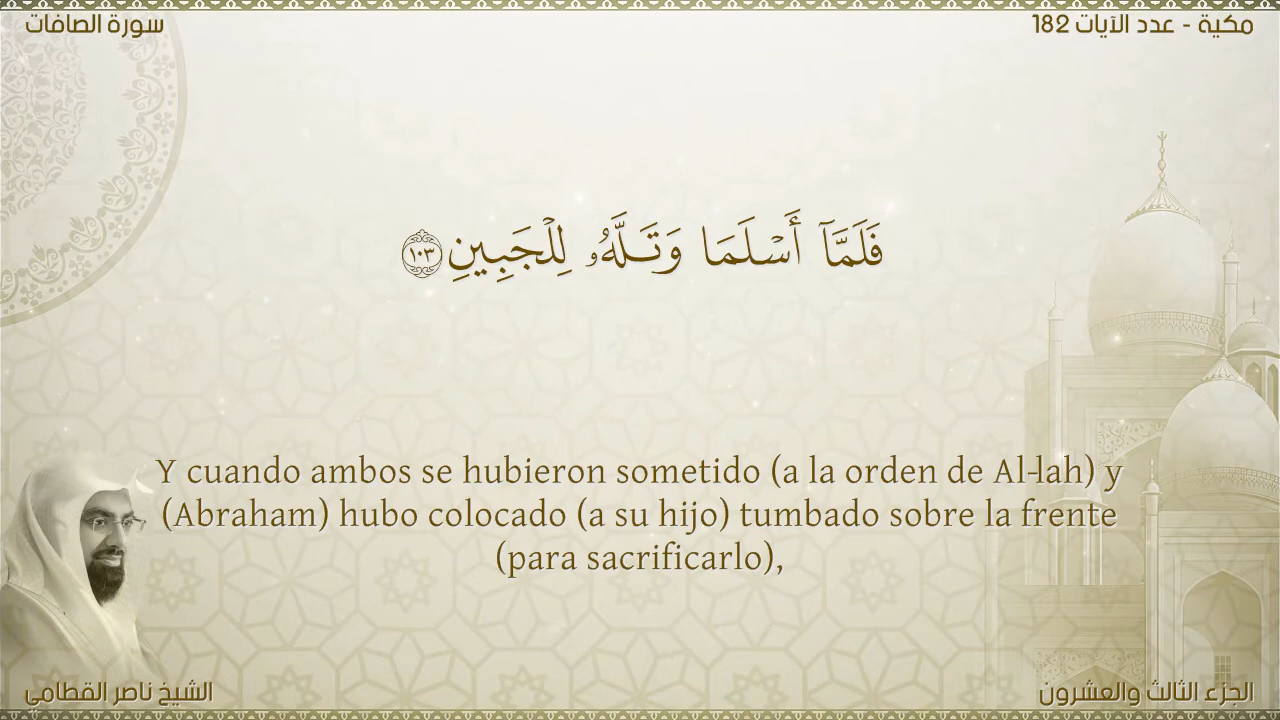 سورة الصافات
مكية - عدد الآيات 182
فَلَمَّآ أَسْلَمَا وَتَلَّهُۥ لِلْجَبِينِ ١٠٣
Y cuando ambos se hubieron sometido (a la orden de Al-lah) y
(Abraham) hubo colocado (a su hijo) tumbado sobre la frente
(para sacrificarlo),
الشيخ ناصر القطامي
الجزء الثالث والعشرون